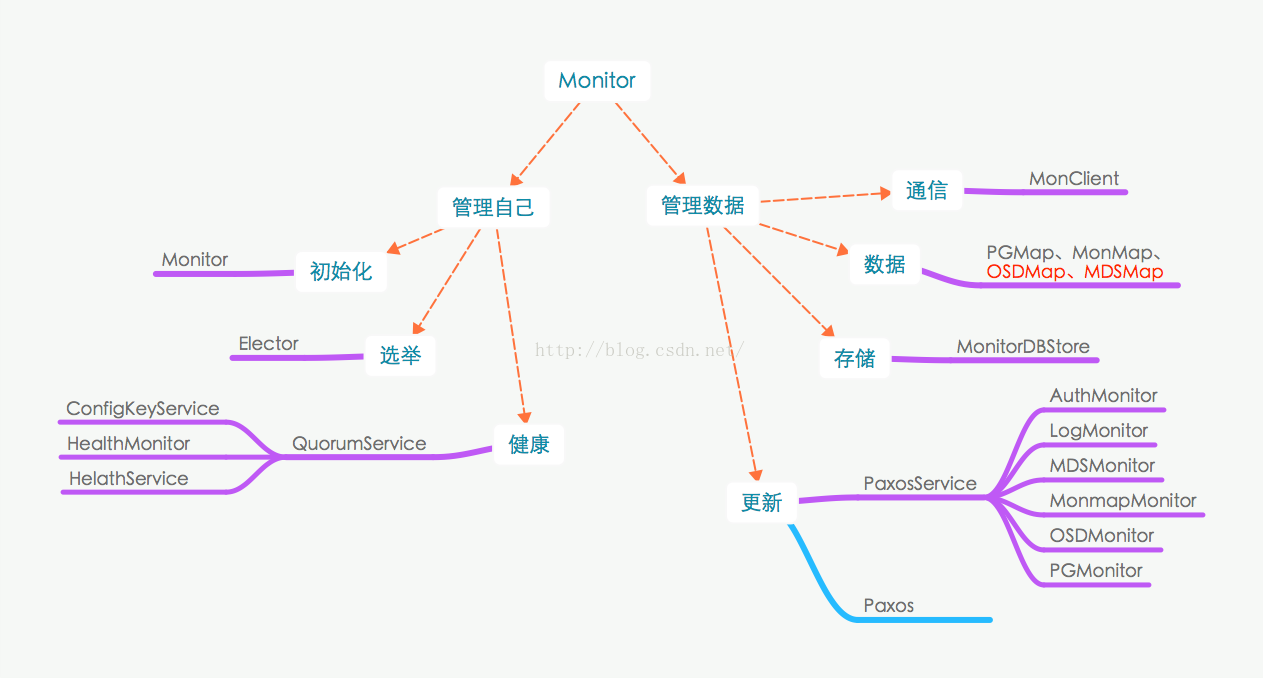 Monitor
管理自己
管理数据
通信
MonClient
Monitor
初始化
数据
PGMap、MonMap、
OSDMap、MDSMap
Elector
选举
http://blog.csdn.net/
存储
MonitorDBStore
ConfigKeyService
HealthMonitor
HelathService
QuorumService
健康
更新
PaxosService
AuthMonitor
LogMonitor
MDSMonitor
MonmapMonitor
OSDMonitor
PGMonitor
Paxos